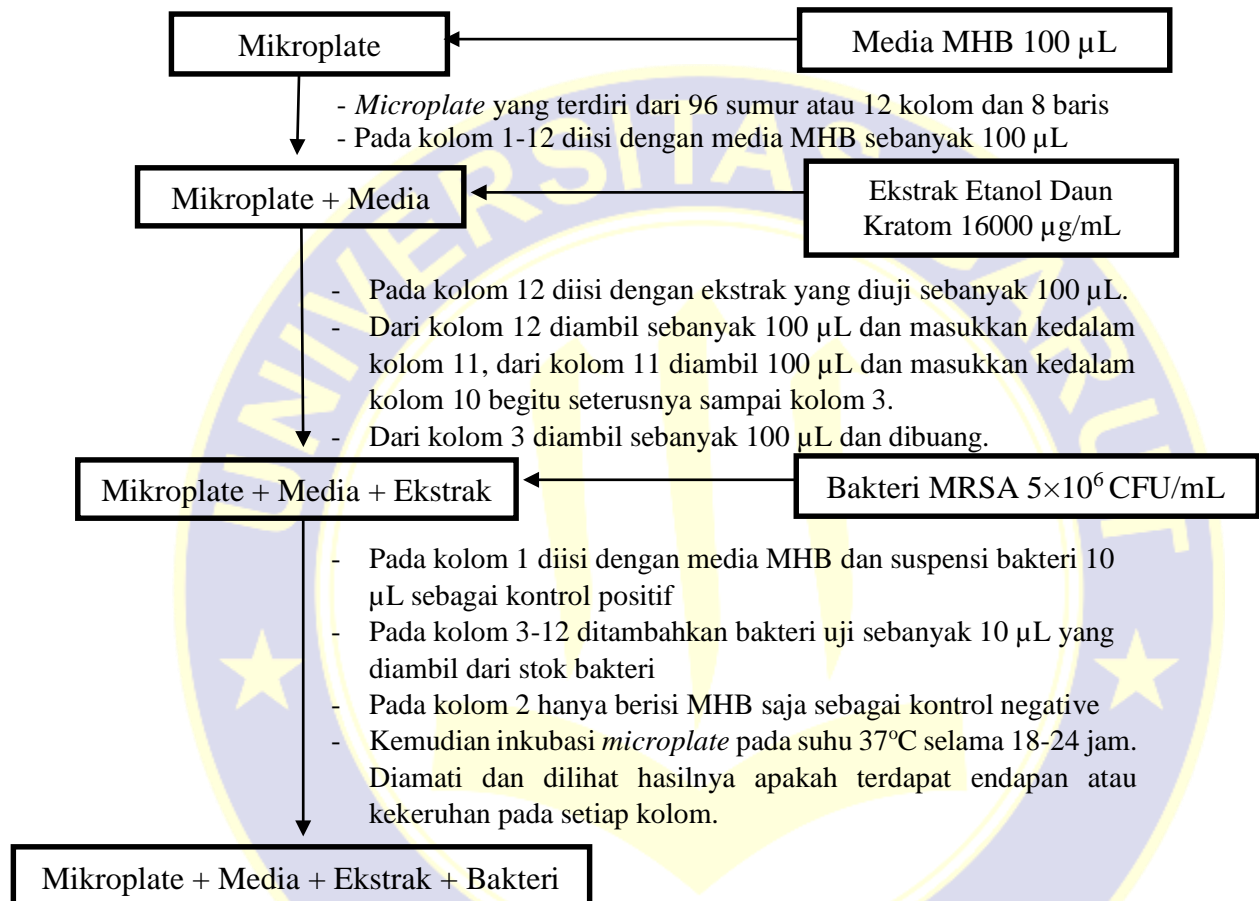 Mikroplate
Media MHB 100 µL
- Microplate yang terdiri dari 96 sumur atau 12 kolom dan 8 baris
- Pada kolom 1-12 diisi dengan media MHB sebanyak 100 µL
Mikroplate + Media
Ekstrak Etanol Daun
Kratom 16000 µg/mL
- Pada kolom 12 diisi dengan ekstrak yang diuji sebanyak 100 µL.
- Dari kolom 12 diambil sebanyak 100 µL dan masukkan kedalam
kolom 11, dari kolom 11 diambil 100 µL dan masukkan kedalam
kolom 10 begitu seterusnya sampai kolom 3.
- Dari kolom 3 diambil sebanyak 100 µL dan dibuang.
Mikroplate + Media + Ekstrak
Bakteri MRSA 5×10⁶ CFU/mL
- Pada kolom 1 diisi dengan media MHB dan suspensi bakteri 10
µL sebagai kontrol positif
- Pada kolom 3-12 ditambahkan bakteri uji sebanyak 10 µL yang
diambil dari stok bakteri
- Pada kolom 2 hanya berisi MHB saja sebagai kontrol negative
- Kemudian inkubasi microplate pada suhu 37°C selama 18-24 jam.
Diamati dan dilihat hasilnya apakah terdapat endapan atau
kekeruhan pada setiap kolom.
Mikroplate + Media + Ekstrak + Bakteri